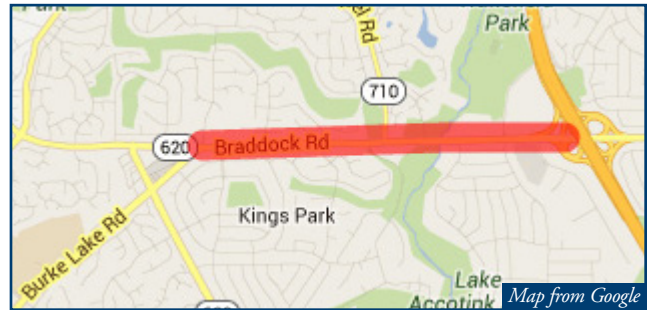 Park
Park
Rd
710
620
Braddock Rd
Kings Park
Burke Lake Rd
Lake
Accotink
Map from Google